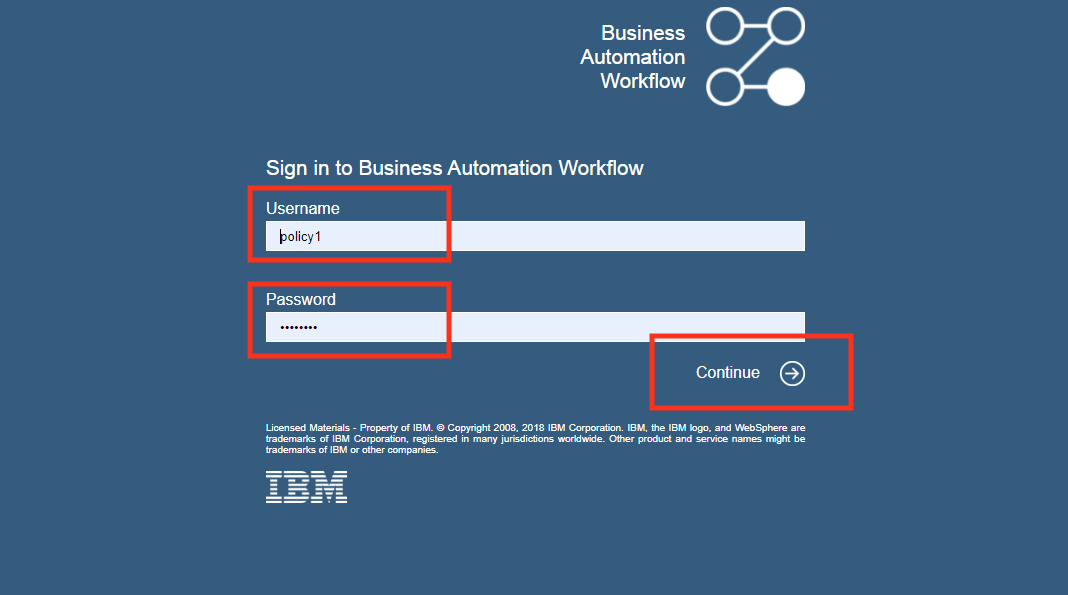 Business
Automation
Workflow
Sign in to Business Automation Workflow
Username
policy1
Password
••••••••
Continue
Licensed Materials - Property of IBM. © Copyright 2008, 2018 IBM Corporation. IBM, the IBM logo, and WebSphere are
trademarks of IBM Corporation, registered in many jurisdictions worldwide. Other product and service names might be
trademarks of IBM or other companies.
IBM